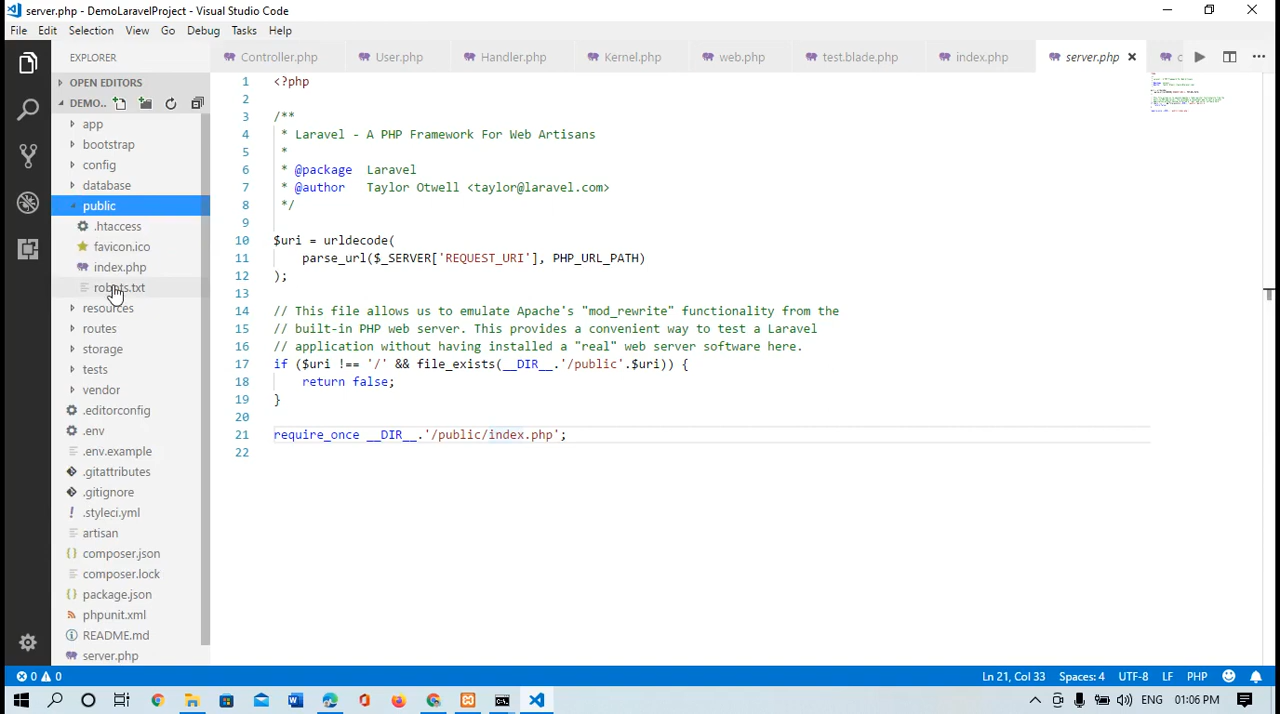 server.php - DemoLaravelProject - Visual Studio Code
File Edit Selection View Go Debug Tasks Help
EXPLORER
OPEN EDITORS
DEMO...
app
bootstrap
config
database
public
.htaccess
favicon.ico
index.php
robots.txt
resources
routes
storage
tests
vendor
.editorconfig
.env
.env.example
.gitattributes
.gitignore
.styleci.yml
artisan
composer.json
composer.lock
package.json
phpunit.xml
README.md
server.php
Controller.php User.php Handler.php Kernel.php web.php test.blade.php index.php server.php c
1 <?php
2
3 /**
4 * Laravel - A PHP Framework For Web Artisans
5 *
6 * @package Laravel
7 * @author Taylor Otwell <taylor@laravel.com>
8 */
9
10 $uri = urldecode(
11 parse_url($_SERVER['REQUEST_URI'], PHP_URL_PATH)
12 );
13
14 // This file allows us to emulate Apache's "mod_rewrite" functionality from the
15 // built-in PHP web server. This provides a convenient way to test a Laravel
16 // application without having installed a "real" web server software here.
17 if ($uri !== '/' && file_exists(__DIR__.'/public'.$uri)) {
18 return false;
19 }
20
21 require_once __DIR__.'/public/index.php';
22
0 0
Ln 21, Col 33 Spaces: 4 UTF-8 LF PHP
ENG 01:06 PM